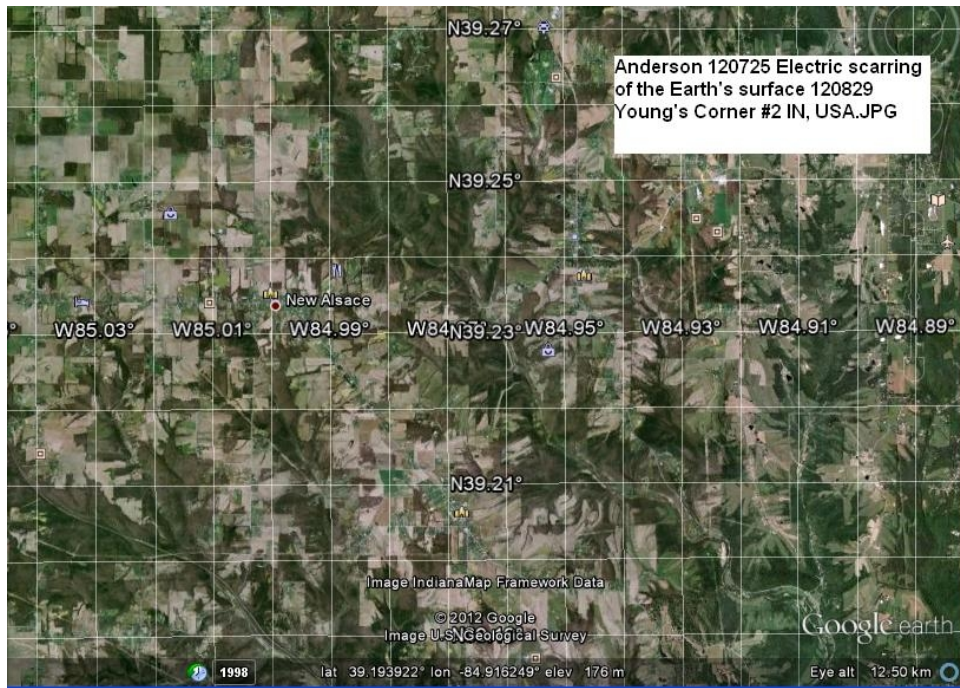 N39.27°
Anderson 120725 Electric scarring
of the Earth's surface 120829
Young's Corner #2 IN, USA.JPG
N39.25°
New Alsace
W85.03° W85.01° W84.99° N39.23° W84.95° W84.93° W84.91° W84.89°
N39.21°
Image IndianaMap Framework Data
© 2012 Google
Image U.S. Geological Survey
Google earth
1998 lat 39.193922° lon -84.916249° elev 176 m Eye alt 12.50 km